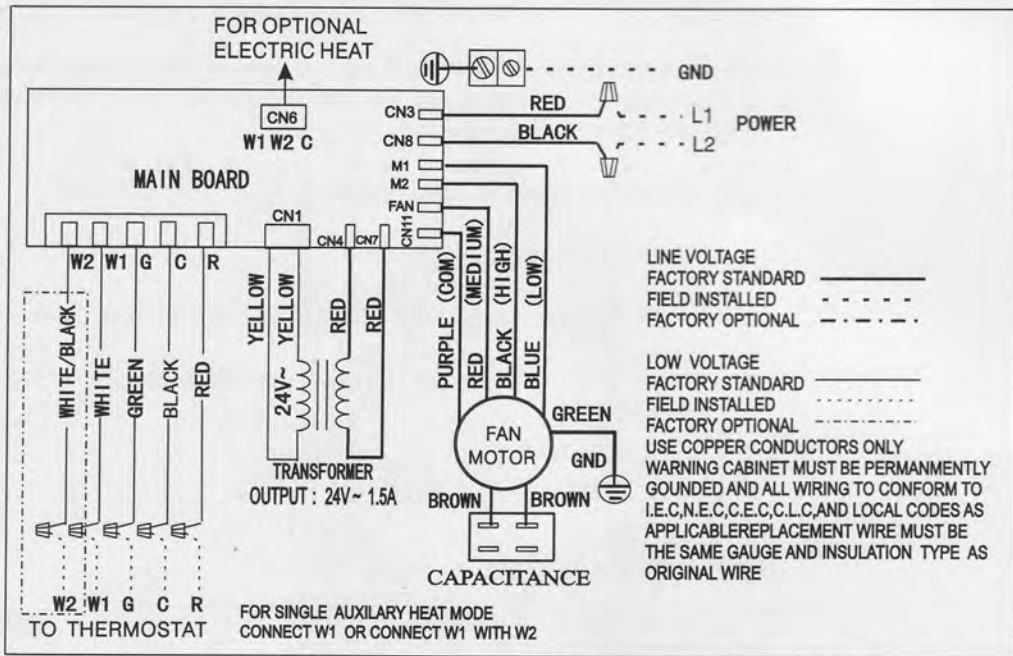 FOR OPTIONAL
ELECTRIC HEAT
GND
CN6
W1 W2 C
CN3
RED
L1
POWER
CN8
BLACK
L2
M1
M2
MAIN BOARD
FAN
CN11
CN1
CN4
CN7
W2
W1
G
C
R
WHITE/BLACK
WHITE
GREEN
BLACK
RED
YELLOW
YELLOW
RED
RED
24V~
TRANSFORMER
OUTPUT : 24V~ 1.5A
PURPLE (COM)
RED (MEDIUM)
BLACK (HIGH)
BLUE (LOW)
FAN
MOTOR
GREEN
GND
BROWN
BROWN
CAPACITANCE
LINE VOLTAGE
FACTORY STANDARD
FIELD INSTALLED
FACTORY OPTIONAL
LOW VOLTAGE
FACTORY STANDARD
FIELD INSTALLED
FACTORY OPTIONAL
USE COPPER CONDUCTORS ONLY
WARNING CABINET MUST BE PERMANMENTLY
GOUNDED AND ALL WIRING TO CONFORM TO
I.E.C,N.E.C,C.E.C,C.L.C,AND LOCAL CODES AS
APPLICABLEREPLACEMENT WIRE MUST BE
THE SAME GAUGE AND INSULATION TYPE AS
ORIGINAL WIRE
W2 W1 G C R
TO THERMOSTAT
FOR SINGLE AUXILARY HEAT MODE
CONNECT W1 OR CONNECT W1 WITH W2